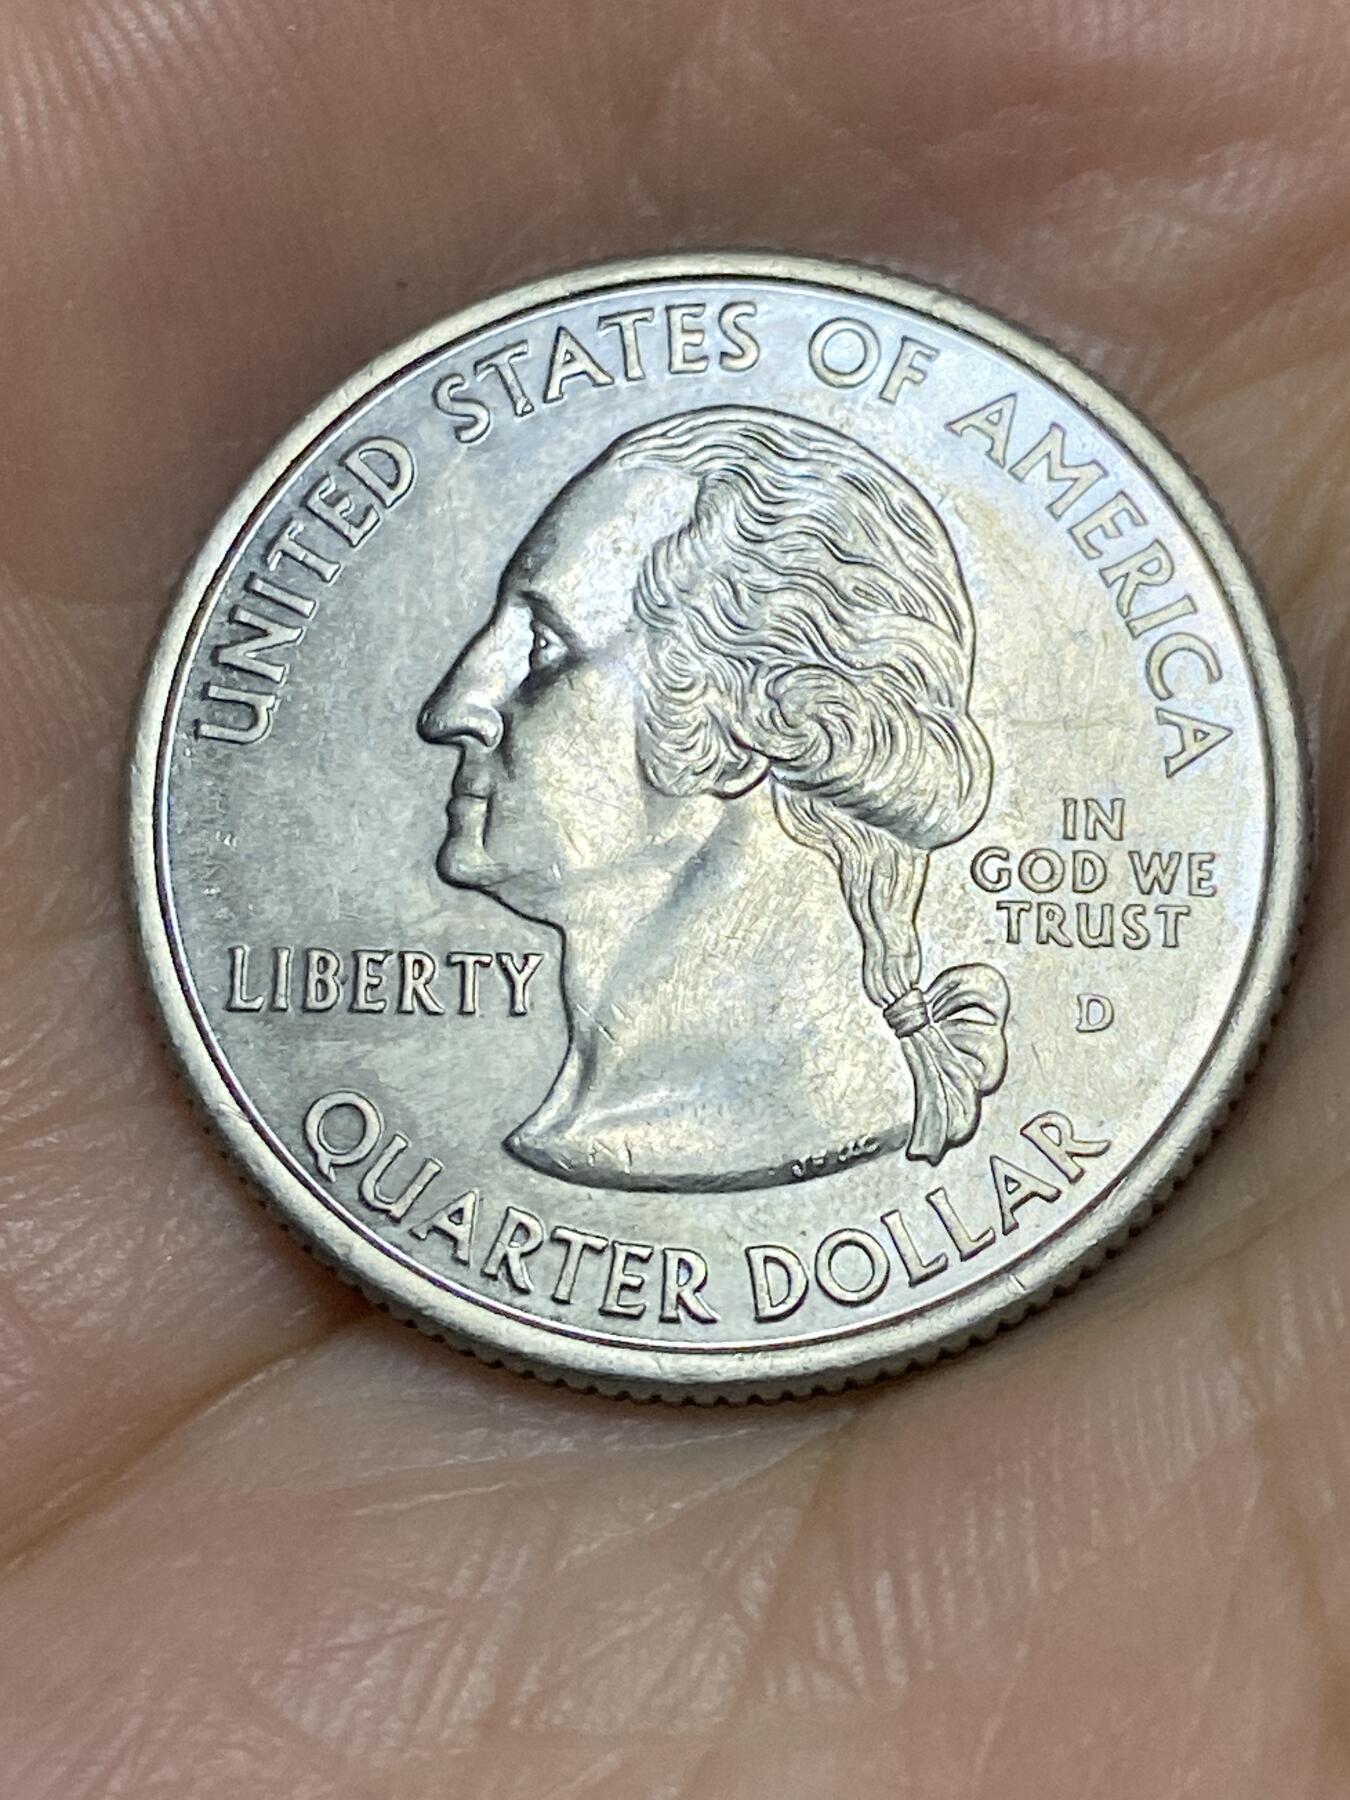 UNITED STATES OF AMERICA
IN
GOD WE
TRUST
LIBERTY
D
QUARTER DOLLAR